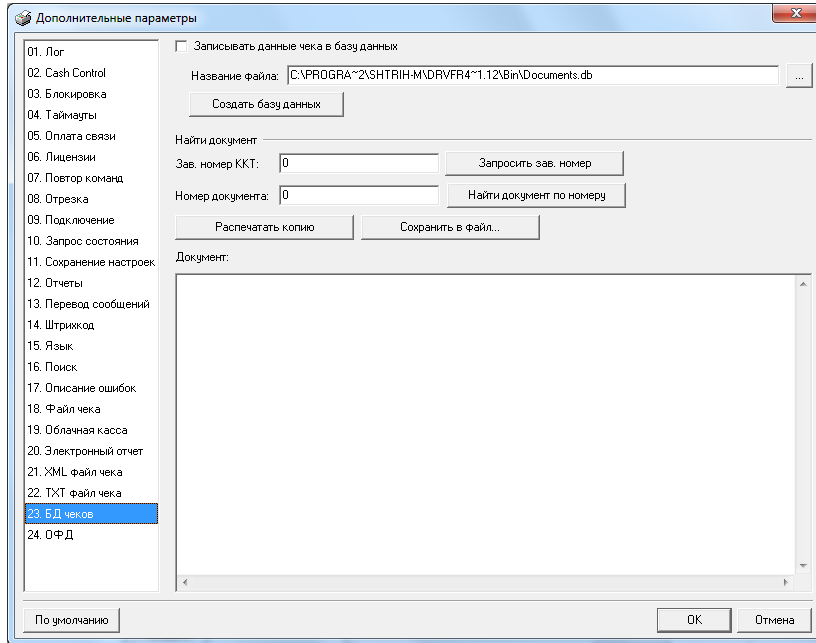 Дополнительные параметры
01. Лог
02. Cash Control
03. Блокировка
04. Таймауты
05. Оплата связи
06. Лицензии
07. Повтор команд
08. Отрезка
09. Подключение
10. Запрос состояния
11. Сохранение настроек
12. Отчеты
13. Перевод сообщений
14. Штрихкод
15. Язык
16. Поиск
17. Описание ошибок
18. Файл чека
19. Облачная касса
20. Электронный отчет
21. XML файл чека
22. TXT файл чека
23. БД чеков
24. ОФД
Записывать данные чека в базу данных
Название файла: C:\PROGRA~2\SHTRIH-M\DRVFR4~1.12\Bin\Documents.db ...
Создать базу данных
Найти документ
Зав. номер ККТ: 0 Запросить зав. номер
Номер документа: 0 Найти документ по номеру
Распечатать копию Сохранить в файл...
Документ:
По умолчанию OK Отмена